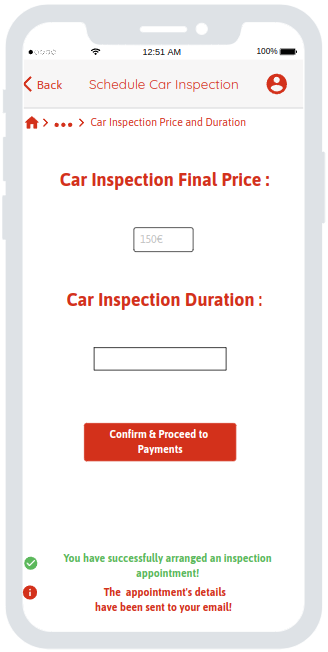 12:51 AM
100%
Back
Schedule Car Inspection
Car Inspection Price and Duration
Car Inspection Final Price :
150€
Car Inspection Duration :
Confirm & Proceed to
Payments
You have successfully arranged an inspection
appointment!
The appointment's details
have been sent to your email!